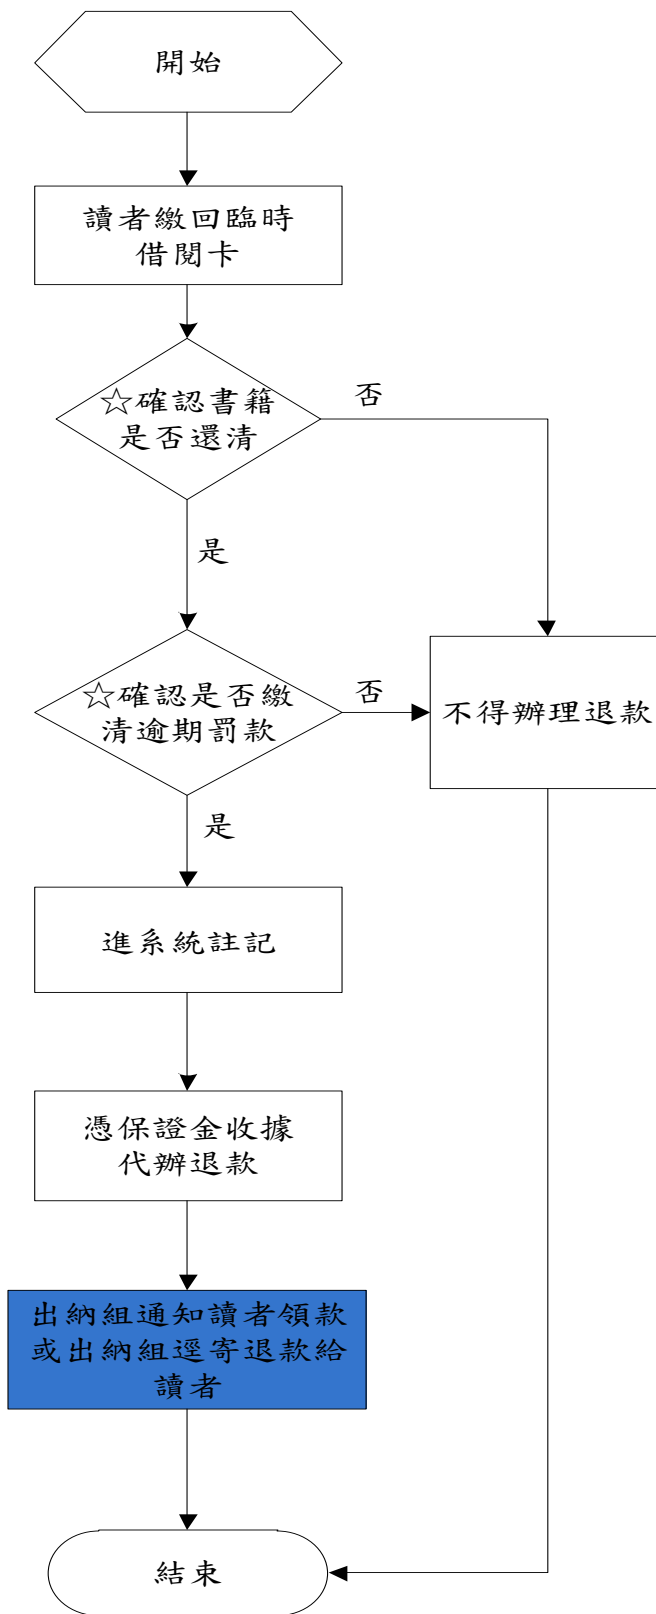 開始
讀者繳回臨時
借閱卡
☆確認書籍
是否還清
否
是
☆確認是否繳
清逾期罰款
否
不得辦理退款
是
進系統註記
憑保證金收據
代辦退款
出納組通知讀者領款
或出納組逕寄退款給
讀者
結束